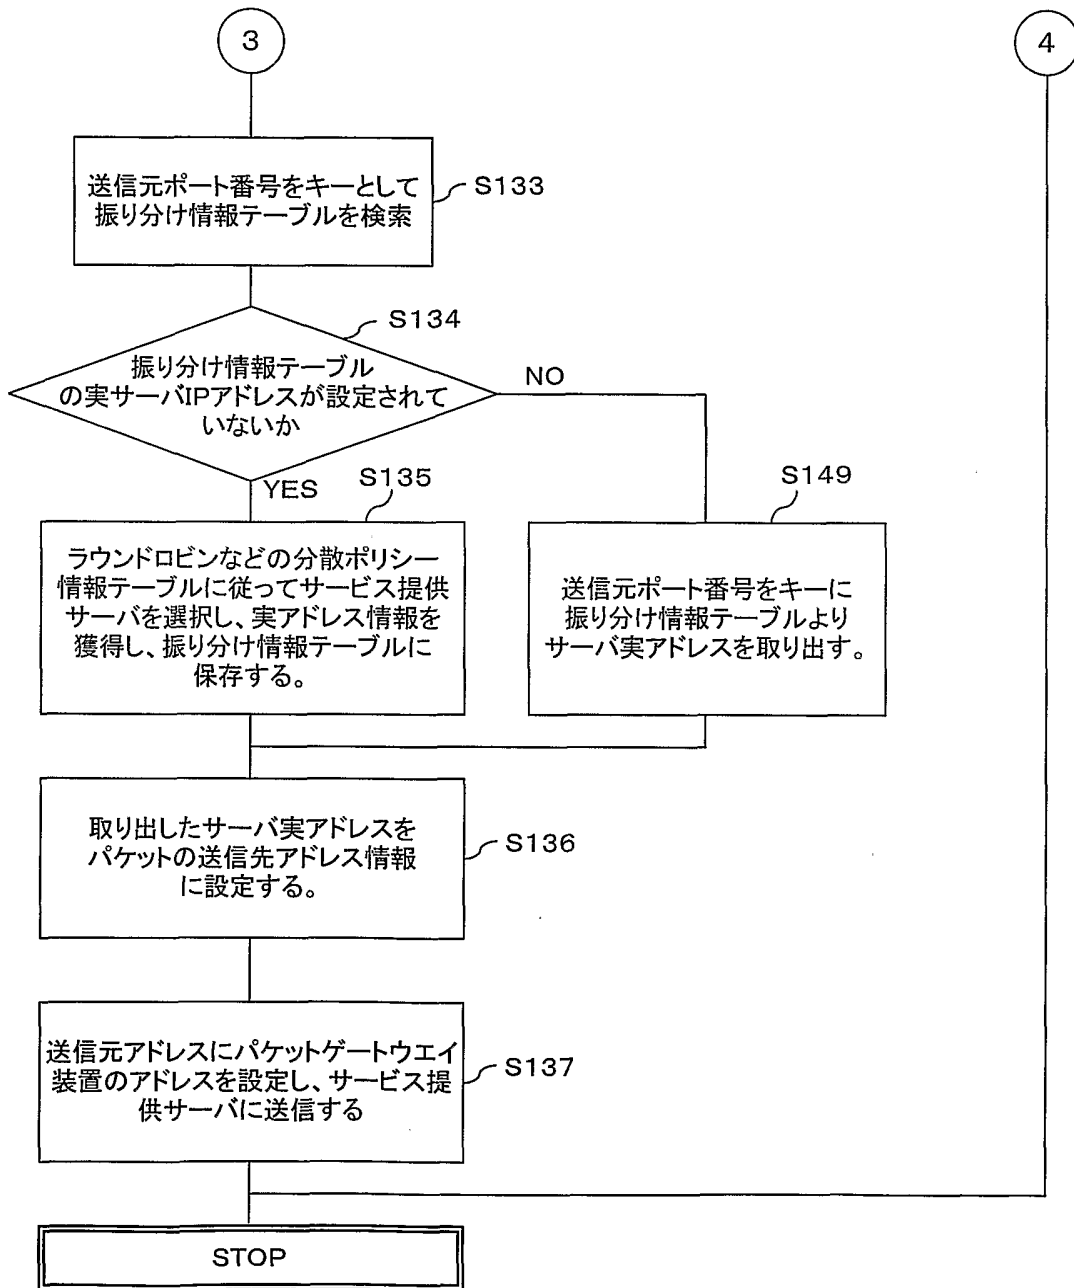 3
4
送信元ポート番号をキーとして
振り分け情報テーブルを検索
S133
S134
振り分け情報テーブル
の実サーバIPアドレスが設定されて
いないか
NO
YES
S135
S149
ラウンドロビンなどの分散ポリシー
情報テーブルに従ってサービス提供
サーバを選択し、実アドレス情報を
獲得し、振り分け情報テーブルに
保存する。
送信元ポート番号をキーに
振り分け情報テーブルより
サーバ実アドレスを取り出す。
取り出したサーバ実アドレスを
パケットの送信先アドレス情報
に設定する。
S136
送信元アドレスにパケットゲートウエイ
装置のアドレスを設定し、サービス提
供サーバに送信する
S137
STOP